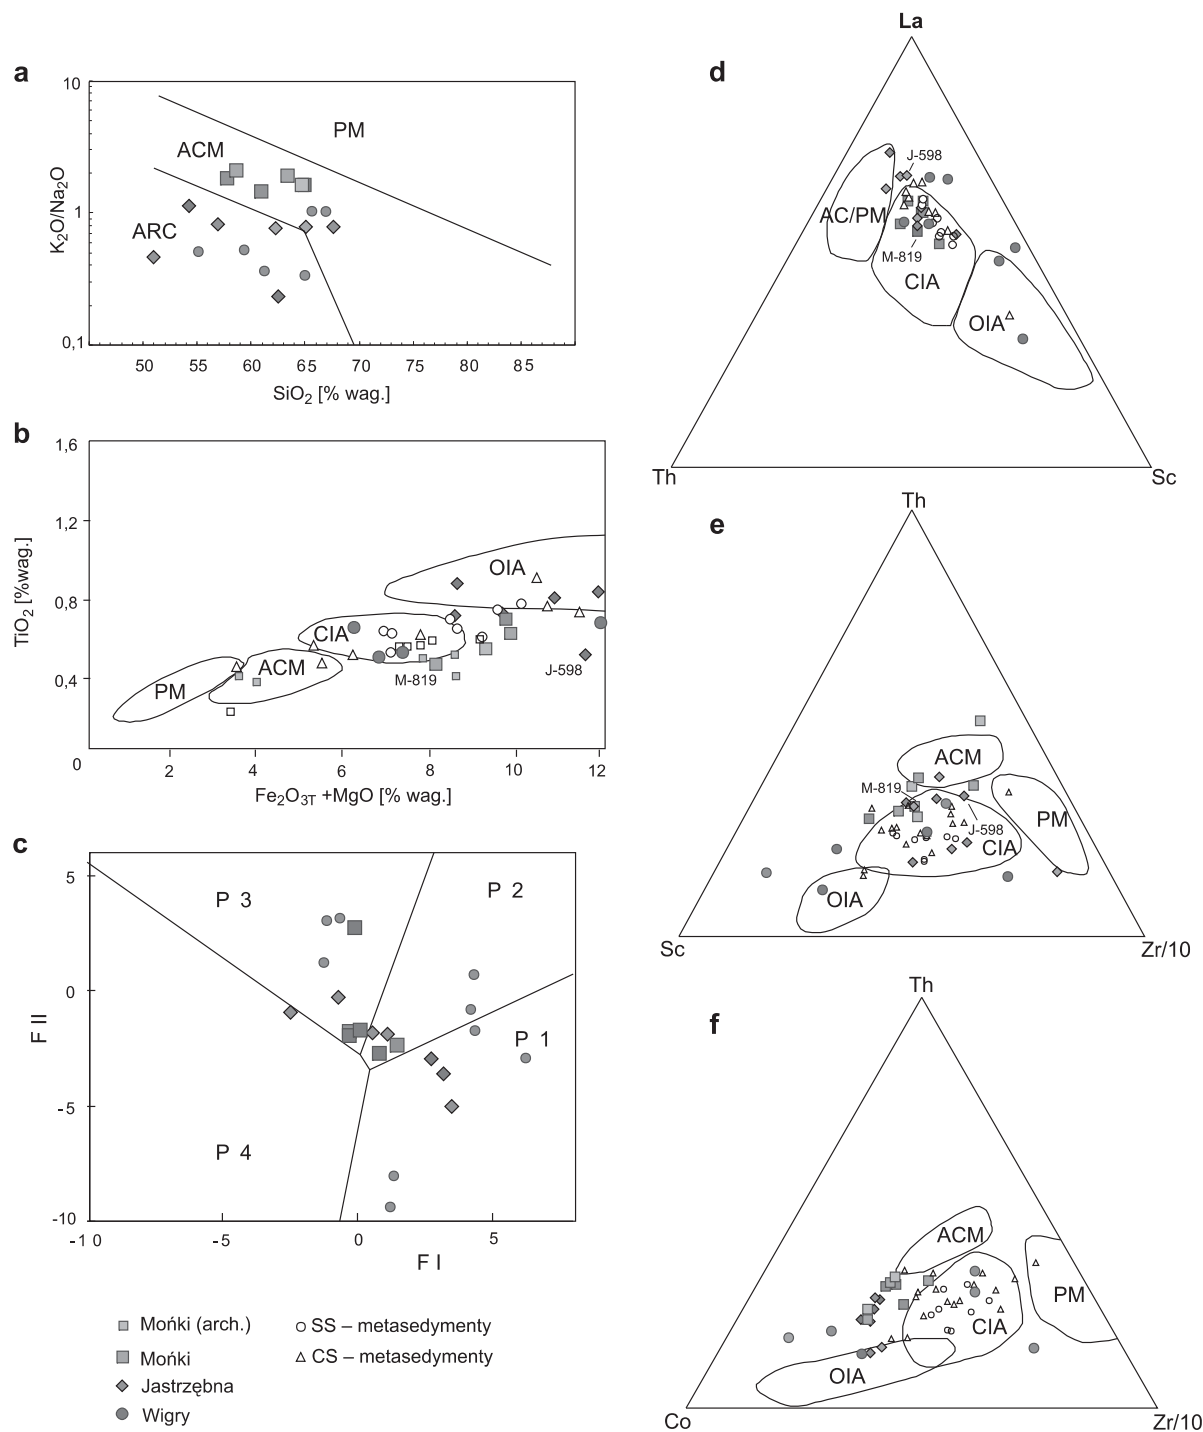 a
10
1
0,1
K2O/Na2O
PM
ACM
ARC
50 55 60 65 70 75 80 85
SiO2 [% wag.]
b
1,6
1,2
0,8
0,4
0
TiO2 [%wag.]
OIA
CIA
ACM
PM
M-819
J-598
2 4 6 8 10 12
Fe2O3T +MgO [% wag.]
c
5
0
-5
-10
F II
P 3
P 2
P 1
P 4
-10 -5 0 5
F I
Mońki (arch.)
Mońki
Jastrzębna
Wigry
SS – metasedymenty
CS – metasedymenty
d
La
J-598
AC/PM
M-819
CIA
OIA
Th
Sc
e
Th
ACM
M-819
J-598
PM
CIA
OIA
Sc
Zr/10
f
Th
ACM
PM
CIA
OIA
Co
Zr/10